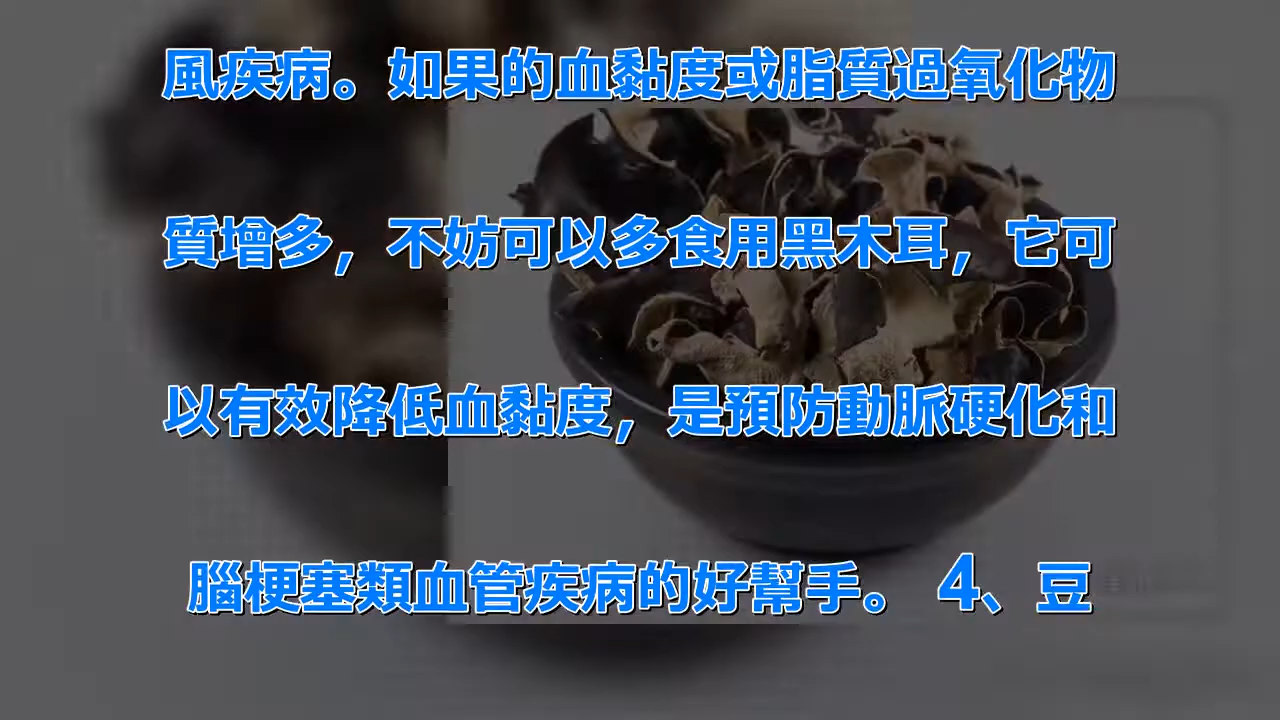 風疾病。如果的血黏度或脂質過氧化物
質增多，不妨可以多食用黑木耳，它可
以有效降低血黏度，是預防動脈硬化和
腦梗塞類血管疾病的好幫手。 4、豆